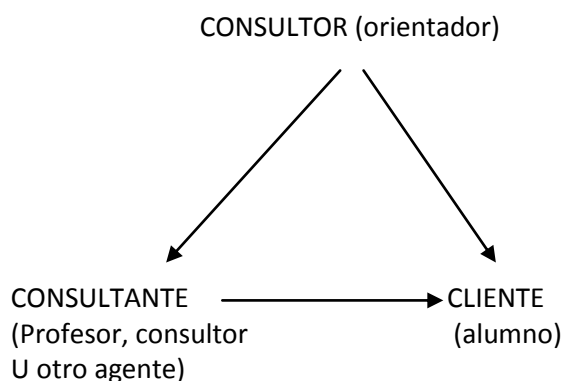 CONSULTOR (orientador)
CONSULTANTE
(Profesor, consultor
U otro agente)
CLIENTE
(alumno)